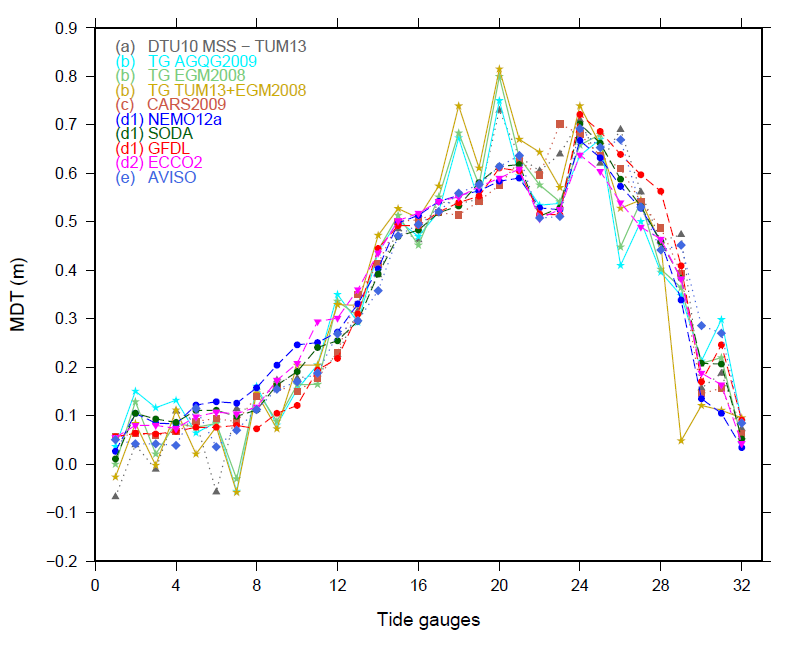 (a) DTU10 MSS − TUM13
(b) TG AGQG2009
(b) TG EGM2008
(b) TG TUM13+EGM2008
(c) CARS2009
(d1) NEMO12a
(d1) SODA
(d1) GFDL
(d2) ECCO2
(e) AVISO
0.9
0.8
0.7
0.6
0.5
0.4
0.3
0.2
0.1
0.0
−0.1
−0.2
MDT (m)
0 4 8 12 16 20 24 28 32
Tide gauges